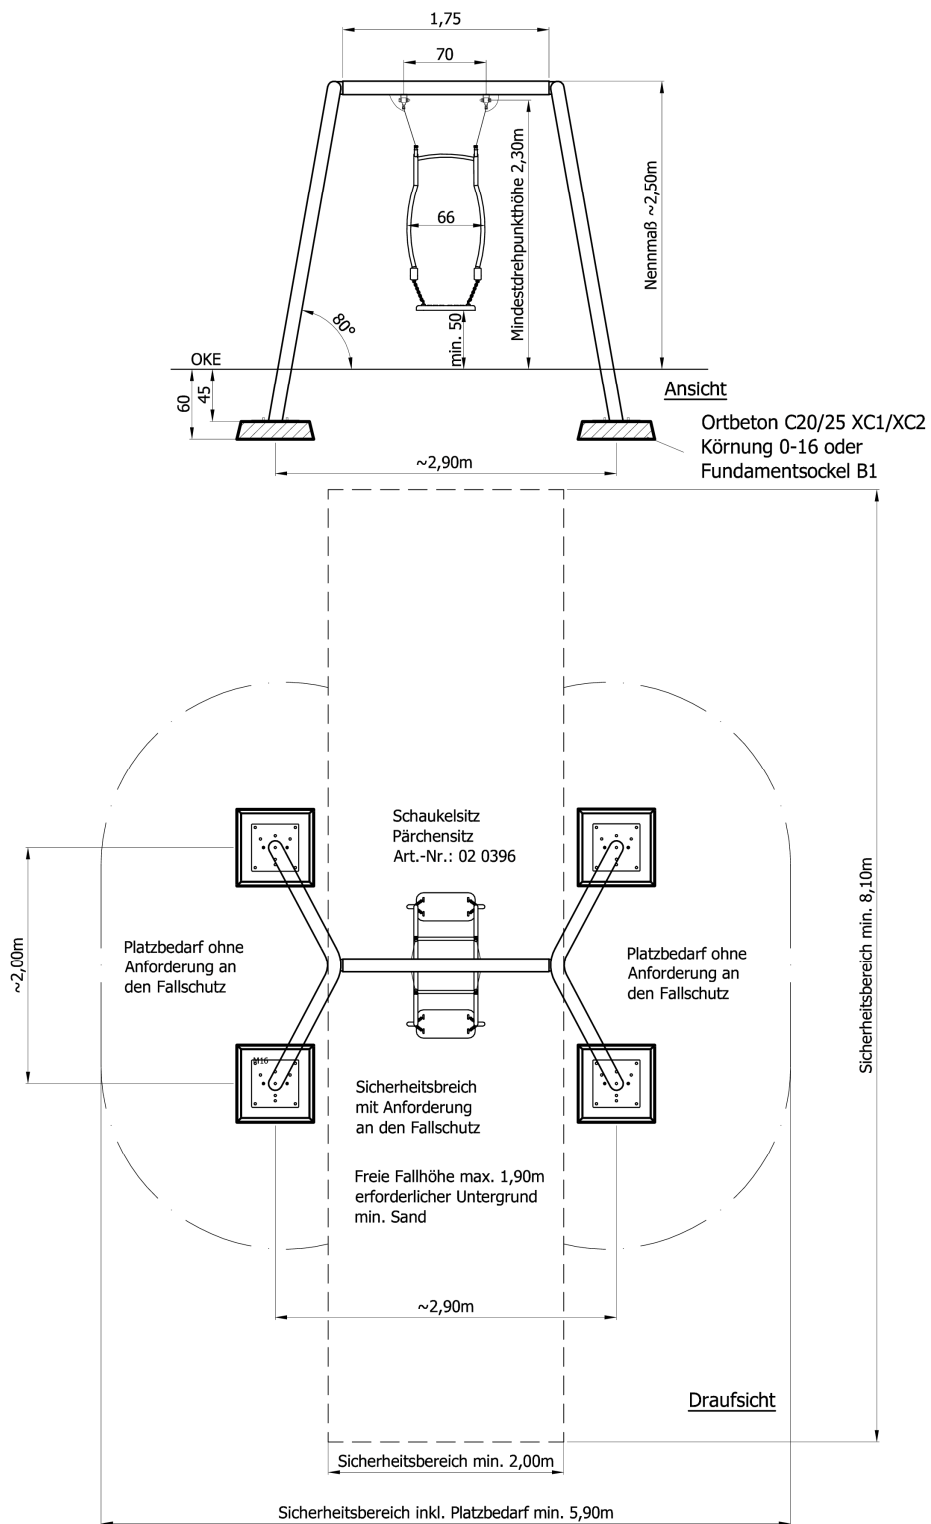 1,75
70
Mindestdrehpunkthöhe 2,30m
Nennmaß ~2,50m
66
80°
min. 50
OKE
60
45
Ansicht
Ortbeton C20/25 XC1/XC2
Körnung 0-16 oder
Fundamentsockel B1
~2,90m
Schaukelsitz
Pärchensitz
Art.-Nr.: 02 0396
Sicherheitsbereich min. 8,10m
~2,00m
Platzbedarf ohne
Anforderung an
den Fallschutz
Platzbedarf ohne
Anforderung an
den Fallschutz
M16
Sicherheitsbreich
mit Anforderung
an den Fallschutz
Freie Fallhöhe max. 1,90m
erforderlicher Untergrund
min. Sand
~2,90m
Draufsicht
Sicherheitsbereich min. 2,00m
Sicherheitsbereich inkl. Platzbedarf min. 5,90m